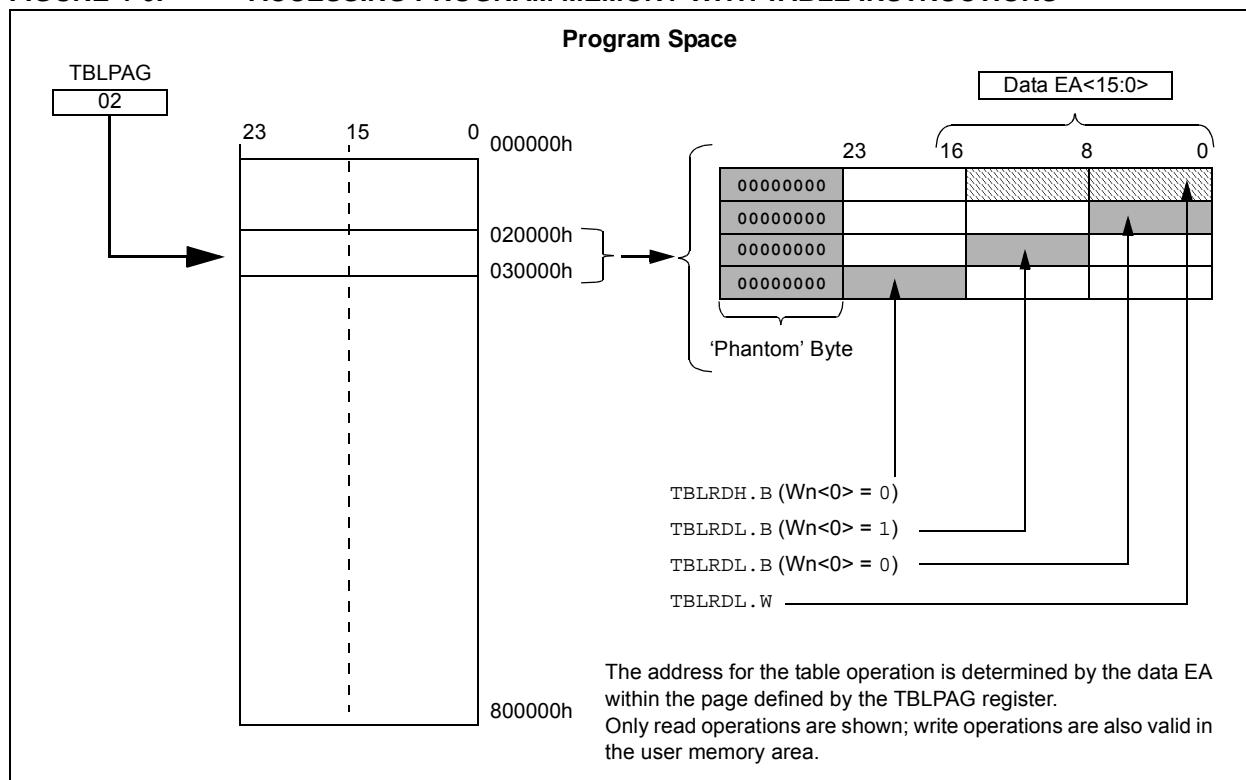 Program Space
TBLPAG
02
Data EA<15:0>
23 15 0
000000h
020000h
030000h
800000h
23 16 8 0
00000000
00000000
00000000
00000000
‘Phantom’ Byte
TBLRDH.B (Wn<0> = 0)
TBLRDL.B (Wn<0> = 1)
TBLRDL.B (Wn<0> = 0)
TBLRDL.W
The address for the table operation is determined by the data EA
within the page defined by the TBLPAG register.
Only read operations are shown; write operations are also valid in
the user memory area.